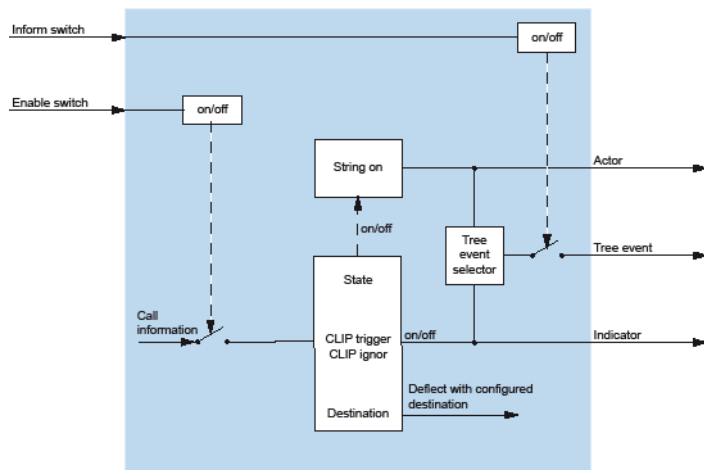 Inform switch
on/off
Enable switch
on/off
String on
Actor
on/off
Tree
event
selector
Tree event
State
Call
information
CLIP trigger
CLIP ignor
on/off
Indicator
Deflect with configured
destination
Destination